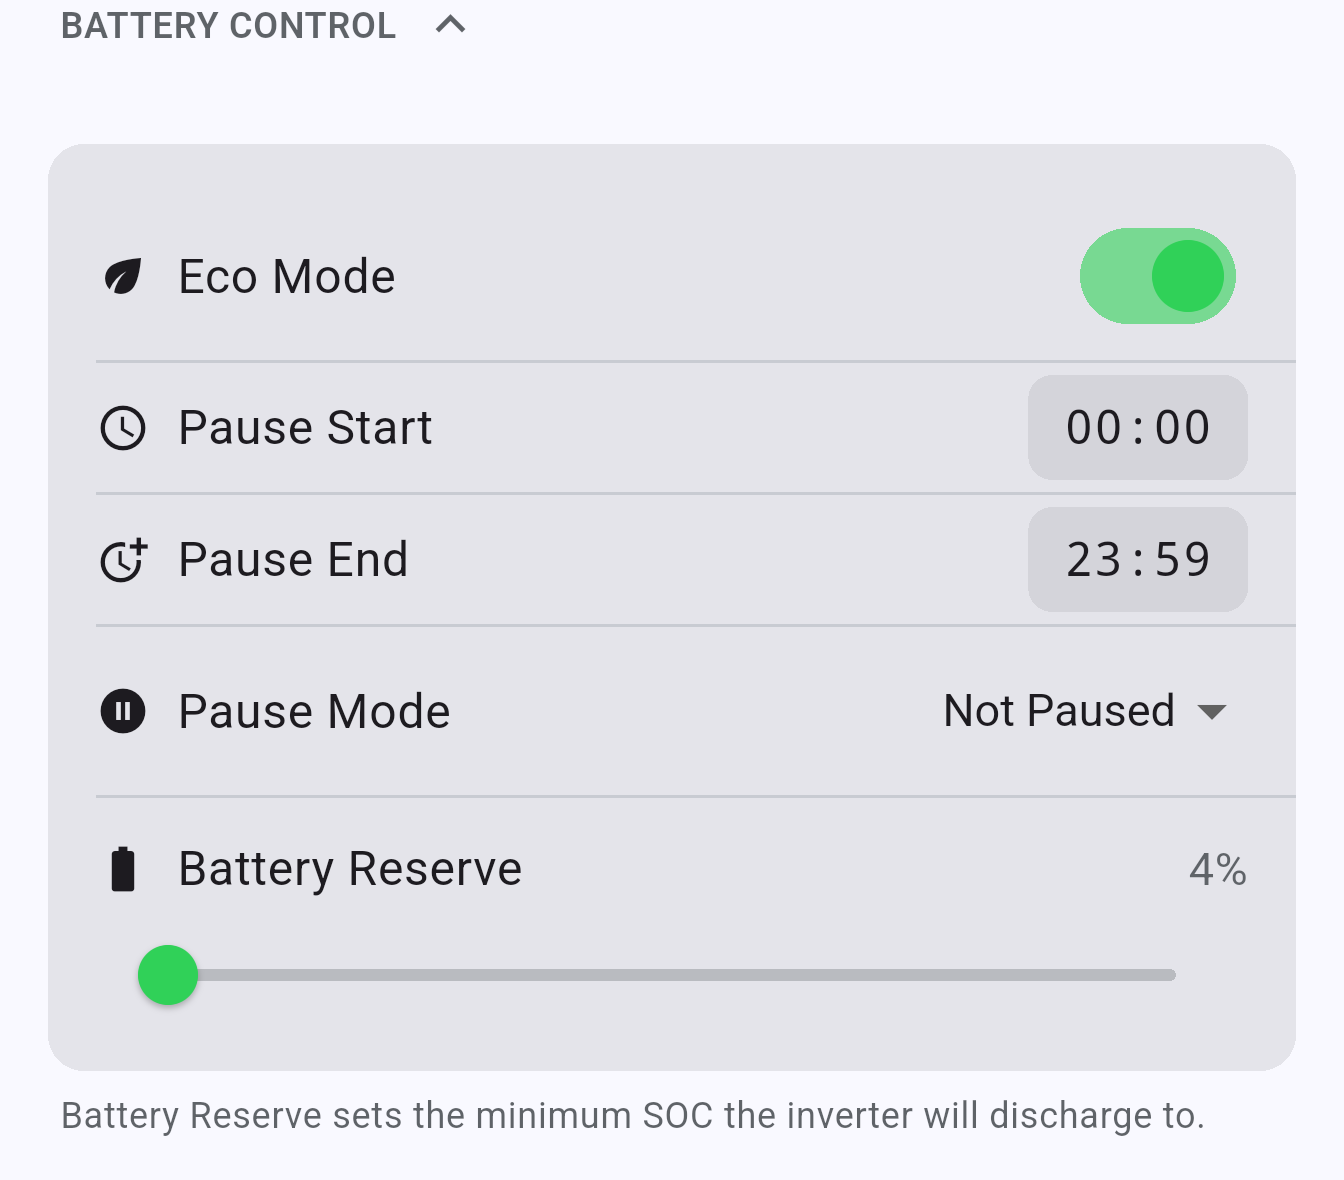 BATTERY CONTROL
Eco Mode
Pause Start 00:00
Pause End 23:59
Pause Mode Not Paused
Battery Reserve 4%
Battery Reserve sets the minimum SOC the inverter will discharge to.